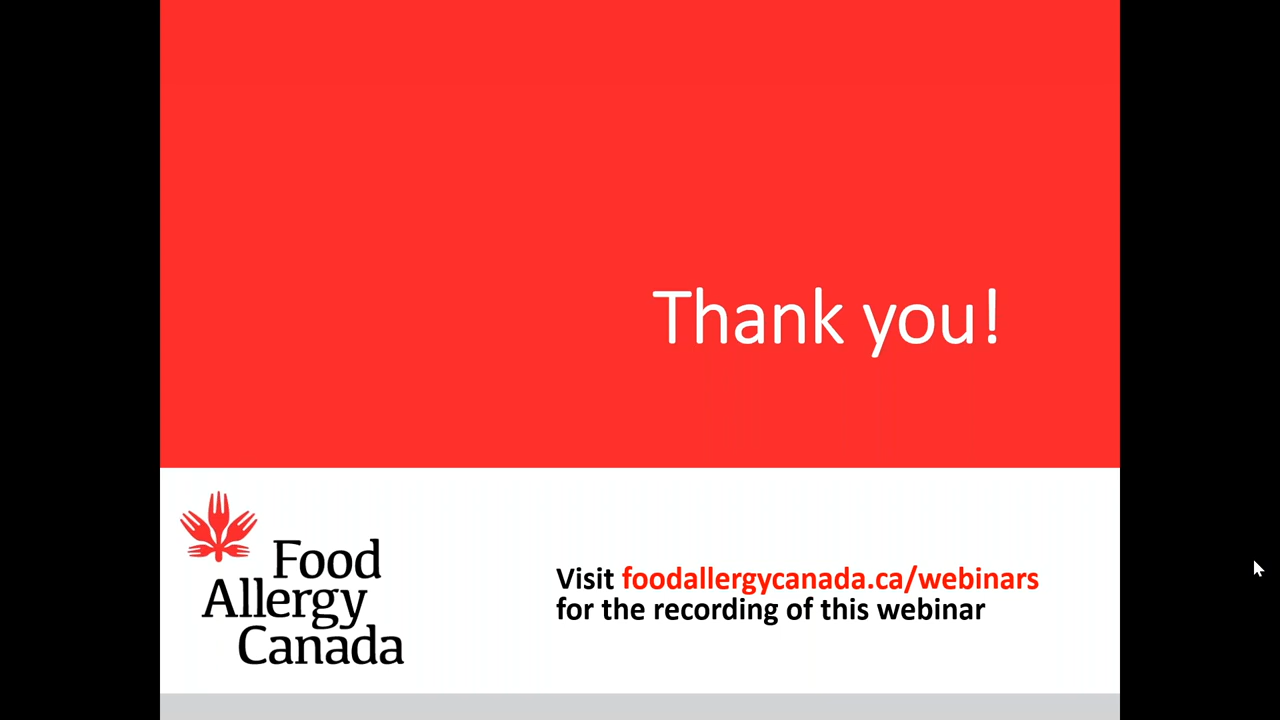 Thank you!
Food
Allergy
Canada
Visit foodallergycanada.ca/webinars
for the recording of this webinar